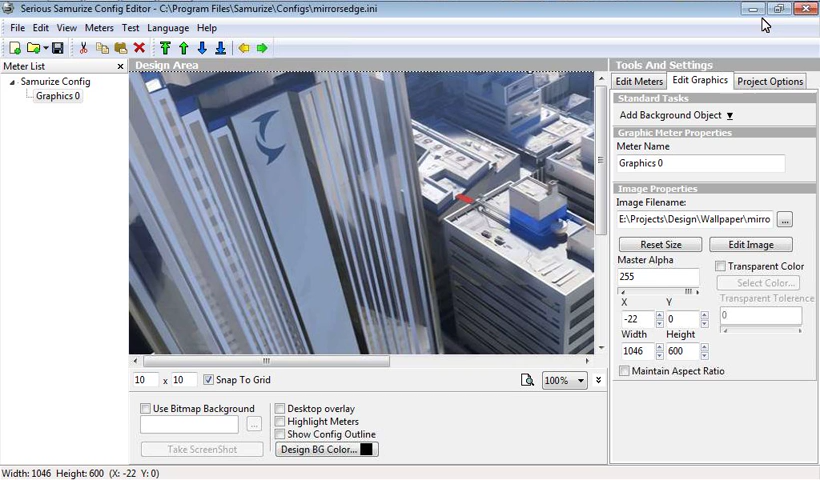 Serious Samurize Config Editor - C:\Program Files\Samurize\Configs\mirrorsedge.ini
File Edit View Meters Test Language Help
Meter List
Samurize Config
Graphics 0
Design Area
10 x 10 Snap To Grid 100%
Use Bitmap Background
...
Take ScreenShot
Desktop overlay
Highlight Meters
Show Config Outline
Design BG Color...
Tools And Settings
Edit Meters Edit Graphics Project Options
Standard Tasks
Add Background Object
Graphic Meter Properties
Meter Name
Graphics 0
Image Properties
Image Filename:
E:\Projects\Design\Wallpaper\mirro ...
Reset Size Edit Image
Master Alpha
255
Transparent Color
Select Color...
Transparent Tolerence
0
X Y
-22 0
Width Height
1046 600
Maintain Aspect Ratio
Width: 1046 Height: 600 (X: -22 Y: 0)